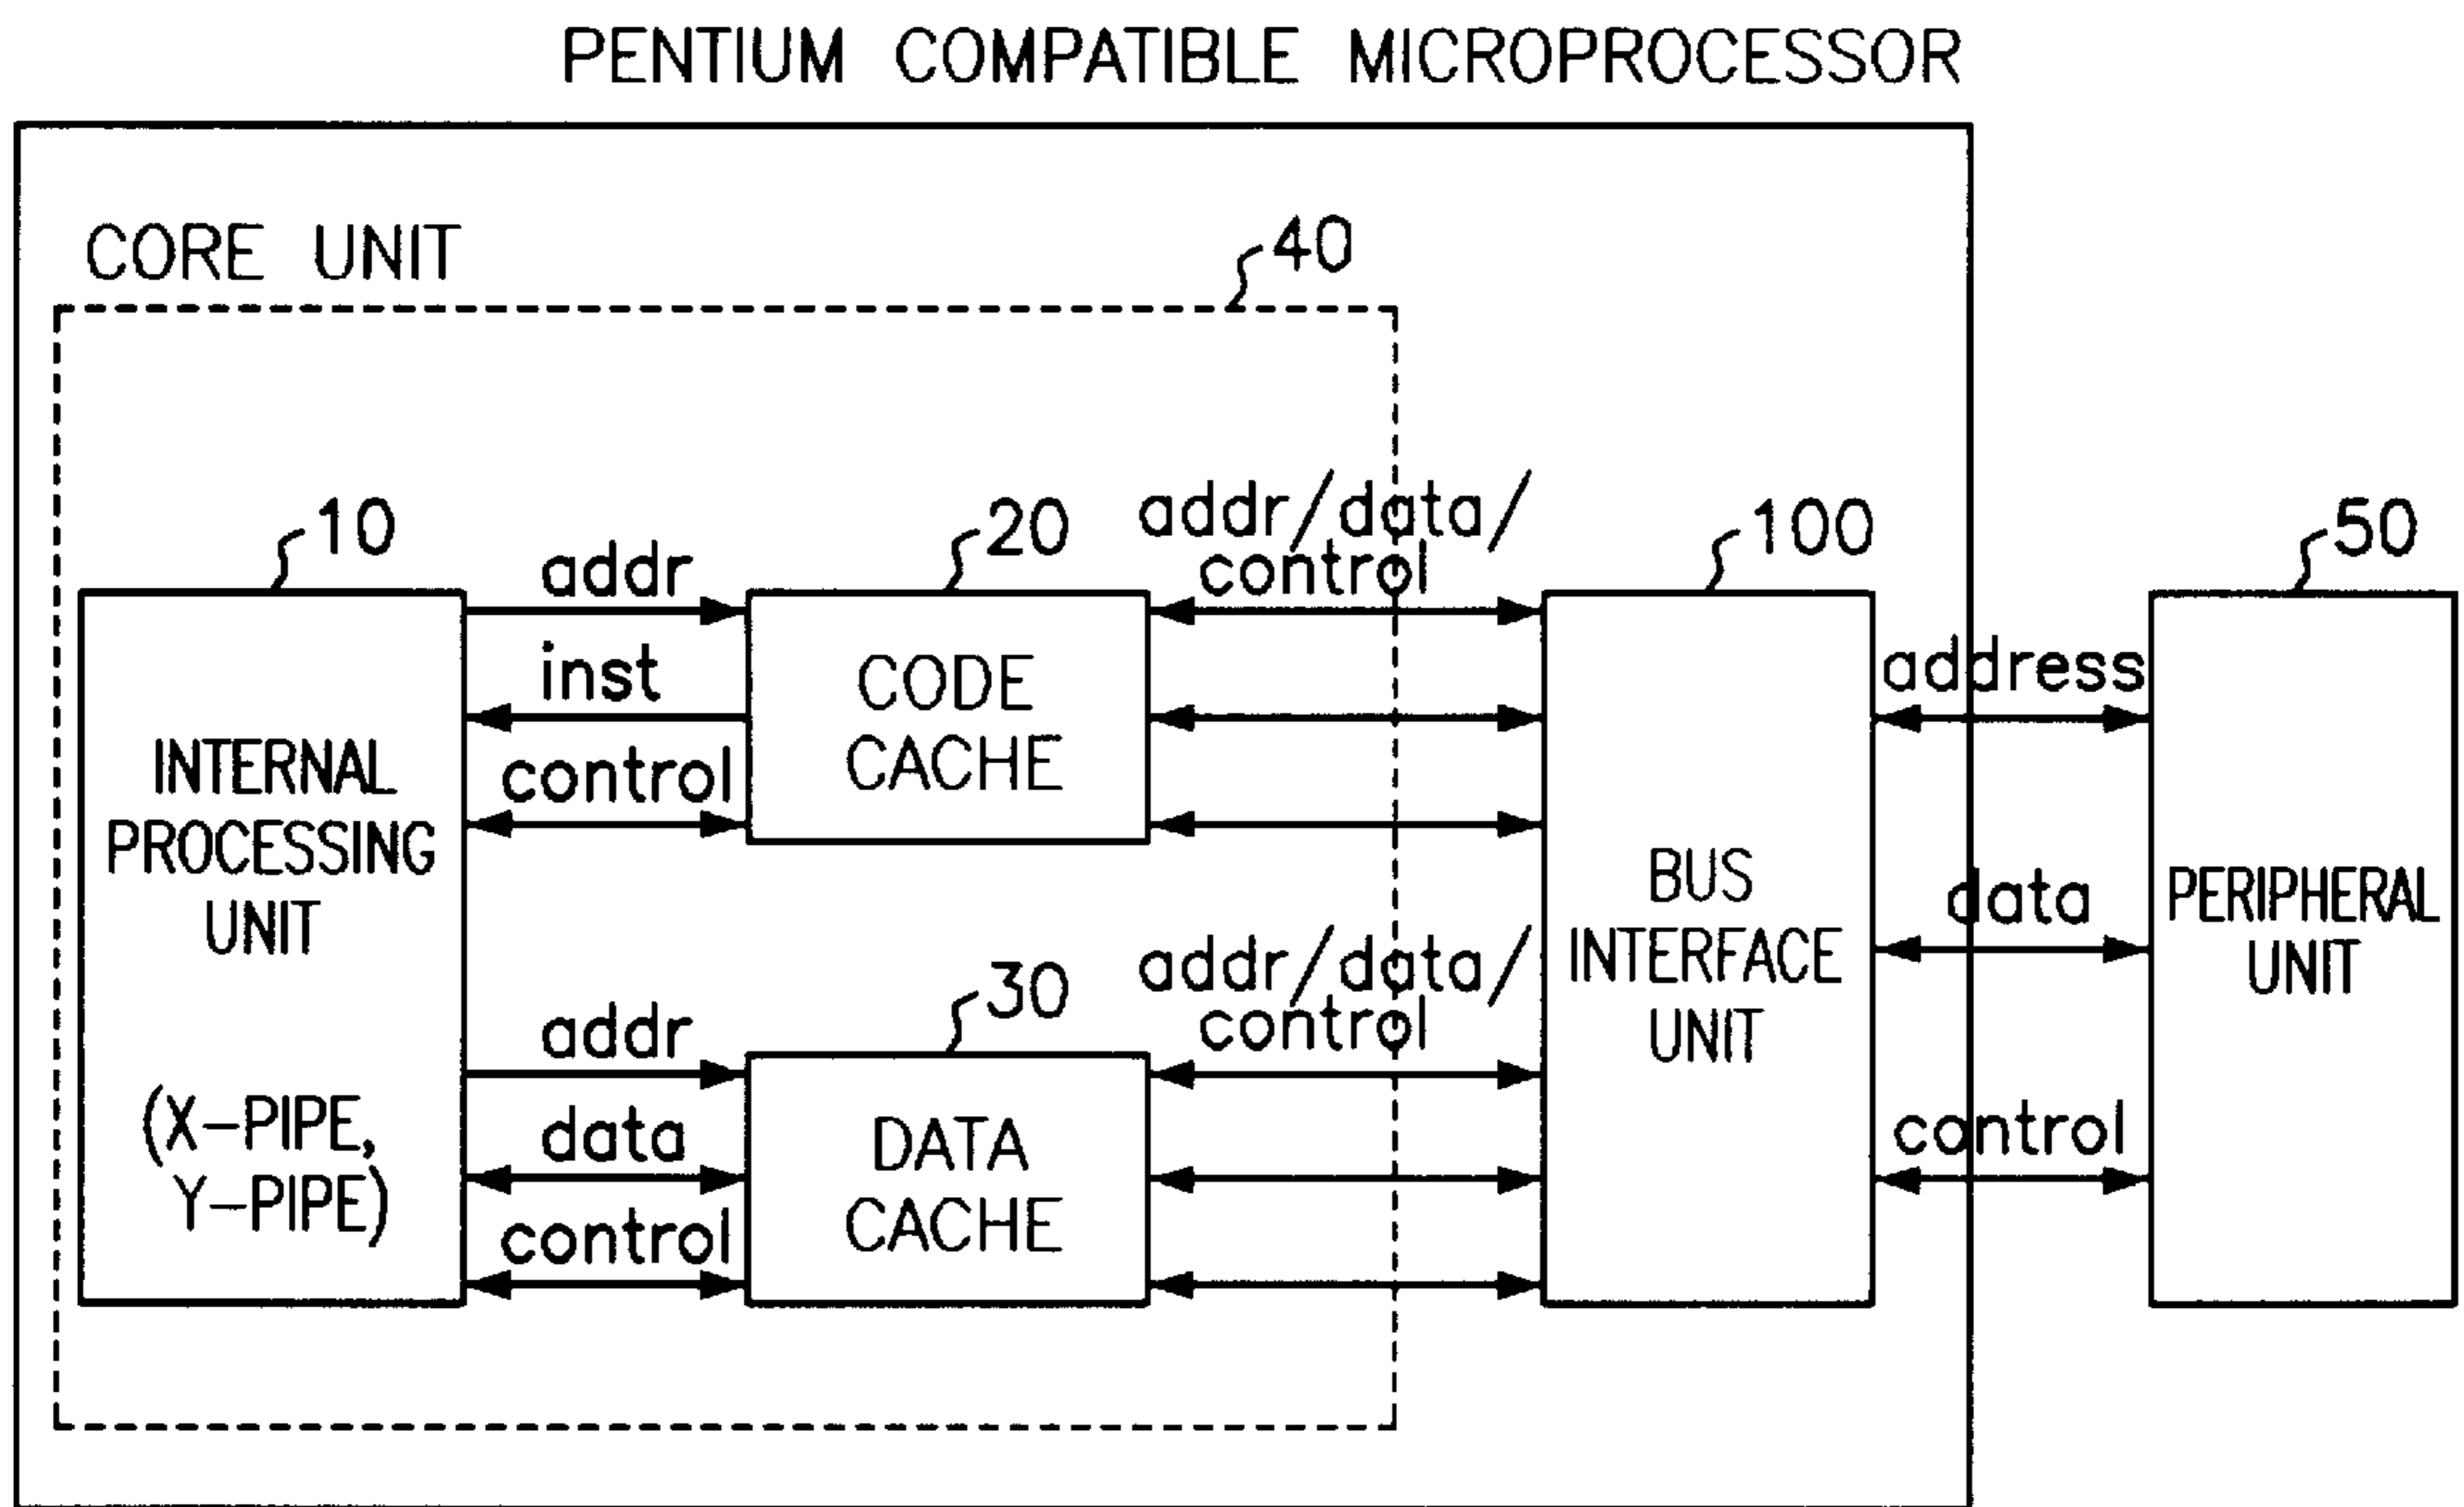 PENTIUM COMPATIBLE MICROPROCESSOR
CORE UNIT
40
10
addr
inst
control
INTERNAL
PROCESSING
UNIT
(X-PIPE,
Y-PIPE)
addr
data
control
20
CODE
CACHE
30
DATA
CACHE
addr/data/
control
addr/data/
control
100
BUS
INTERFACE
UNIT
address
data
control
50
PERIPHERAL
UNIT